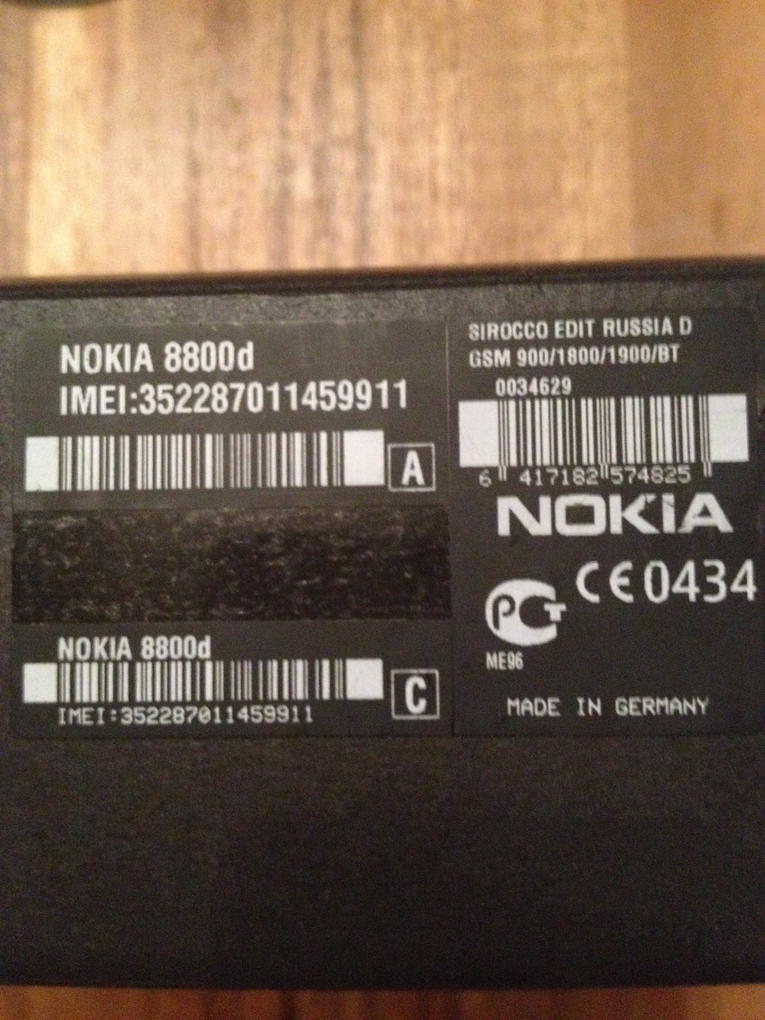 NOKIA 8800d
IMEI:352287011459911
A
NOKIA 8800d
C
IMEI:352287011459911
SIROCCO EDIT RUSSIA D
GSM 900/1800/1900/BT
0034629
6 417182 574825
NOKIA
РСТ CE0434
ME96
MADE IN GERMANY